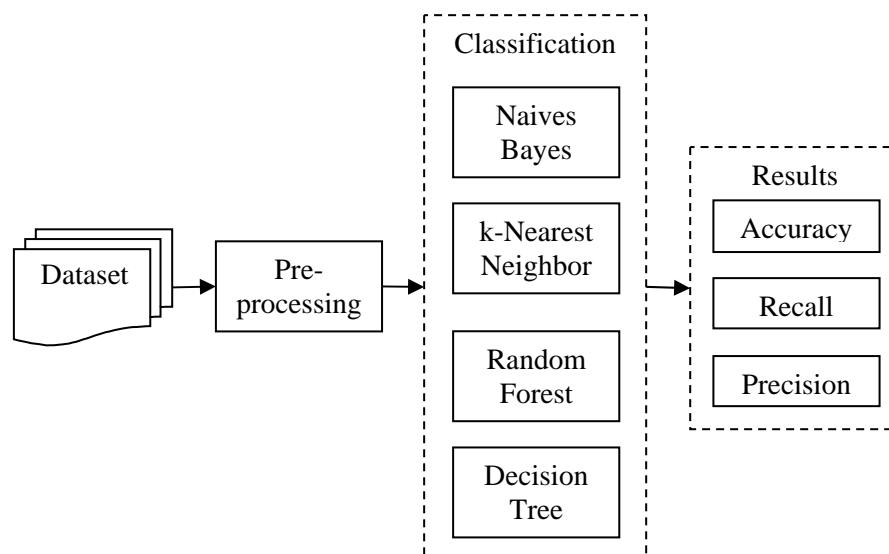 Dataset
Pre-
processing
Classification
Naives
Bayes
k-Nearest
Neighbor
Random
Forest
Decision
Tree
Results
Accuracy
Recall
Precision